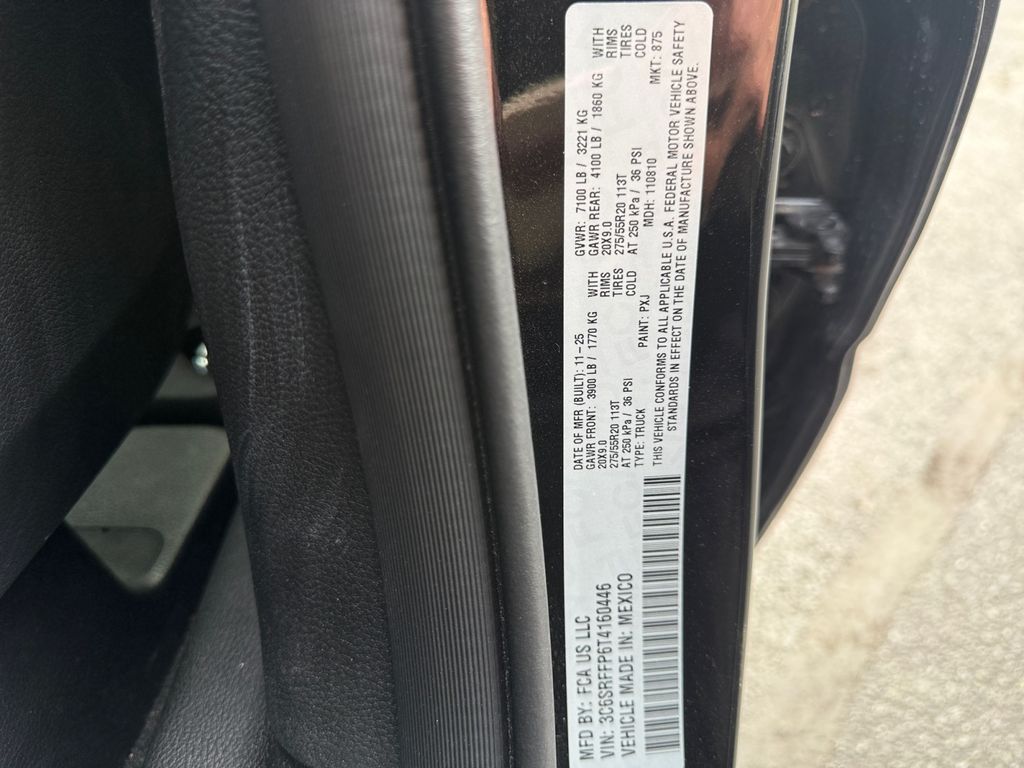 MFD BY: FCA US LLC
VIN: 3C6SRFFP6T4160446
VEHICLE MADE IN: MEXICO
DATE OF MFR (BUILT): 11-25
GAWR FRONT: 3900 LB / 1770 KG WITH
20X9.0 RIMS
275/55R20 113T TIRES
AT 250 kPa / 36 PSI COLD
TYPE: TRUCK PAINT: PXJ
GVWR: 7100 LB / 3221 KG
GAWR REAR: 4100 LB / 1860 KG WITH
20X9.0 RIMS
275/55R20 113T TIRES
AT 250 kPa / 36 PSI COLD
MDH: 110810 MKT: 875
THIS VEHICLE CONFORMS TO ALL APPLICABLE U.S.A. FEDERAL MOTOR VEHICLE SAFETY
STANDARDS IN EFFECT ON THE DATE OF MANUFACTURE SHOWN ABOVE.